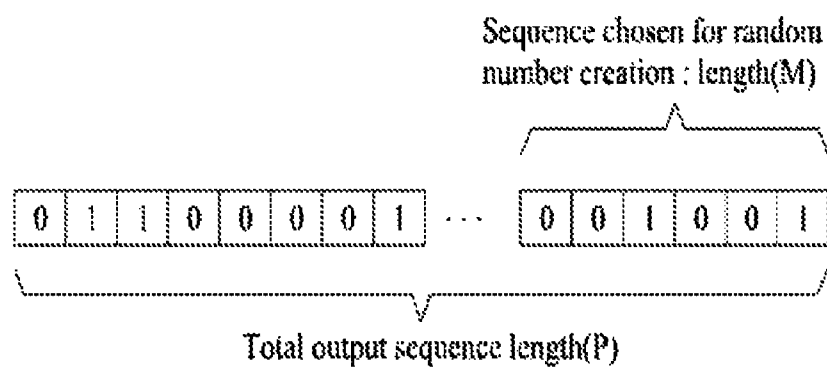 Sequence chosen for random
number creation : length(M)
0 1 1 0 0 0 0 1 ... 0 0 1 0 0 1
Total output sequence length(P)